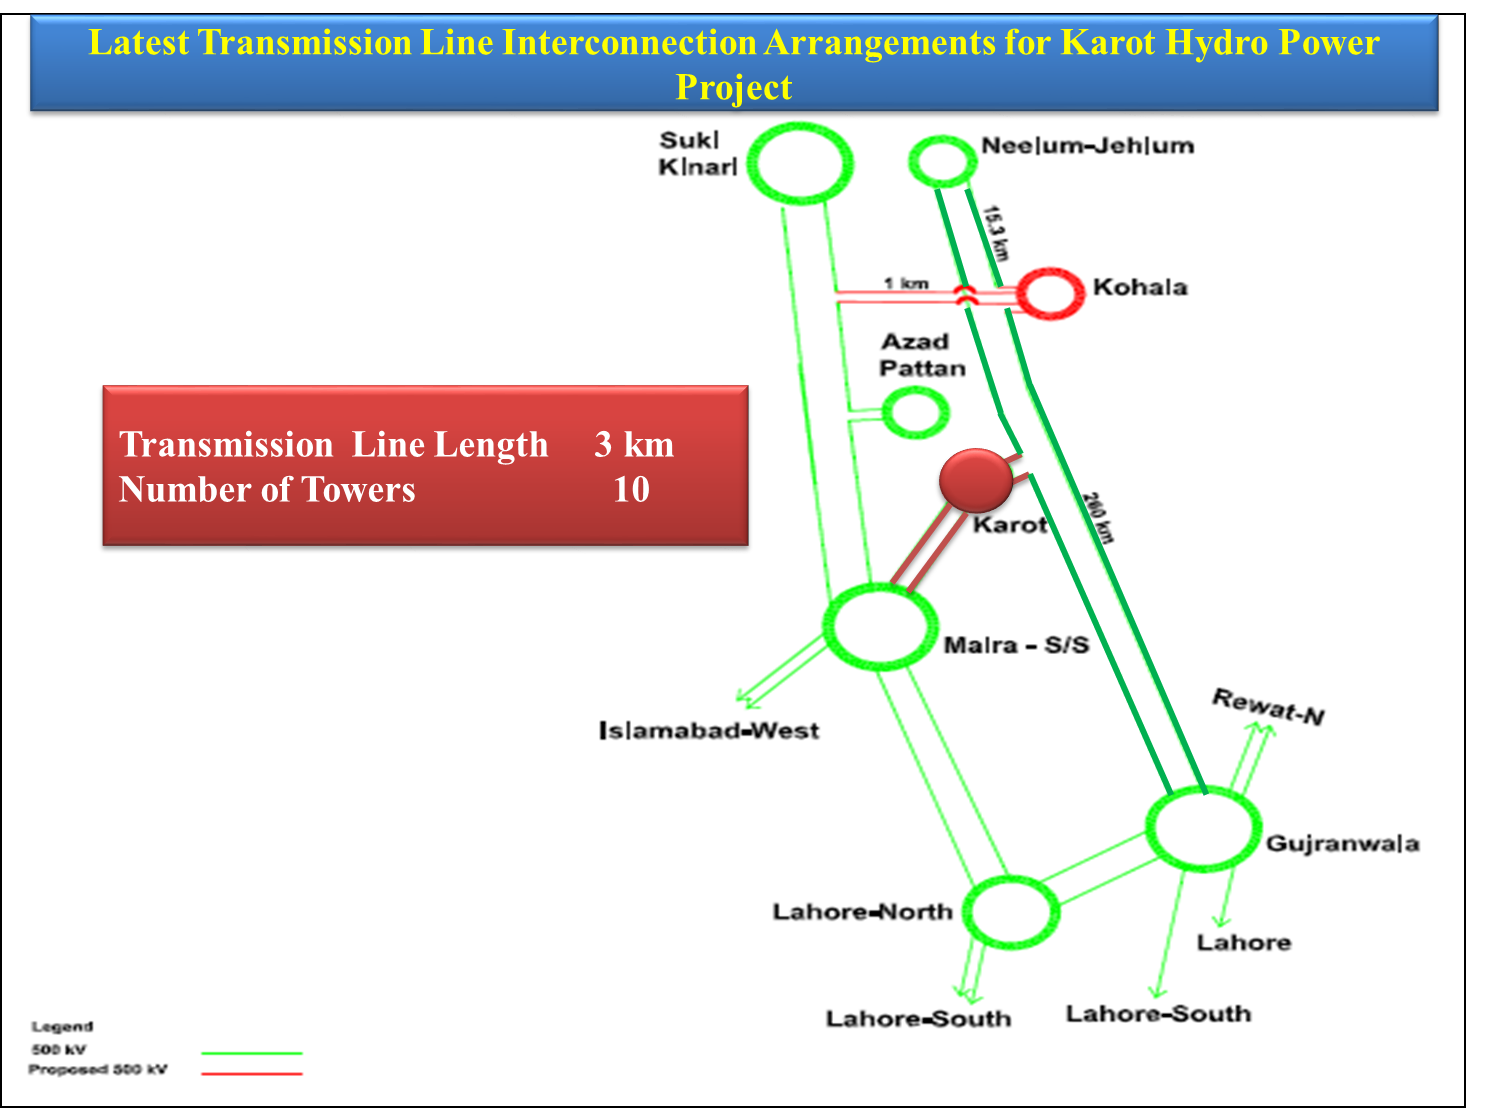 Latest Transmission Line Interconnection Arrangements for Karot Hydro Power
Project
Suki
Kinari
Neelum-Jehlum
15.3 km
1 km
Kohala
Azad
Pattan
Transmission Line Length 3 km
Number of Towers 10
Karot
260 km
Maira - S/S
Islamabad-West
Rewat-N
Gujranwala
Lahore-North
Lahore
Lahore-South
Lahore-South
Legend
500 kV
Proposed 500 kV